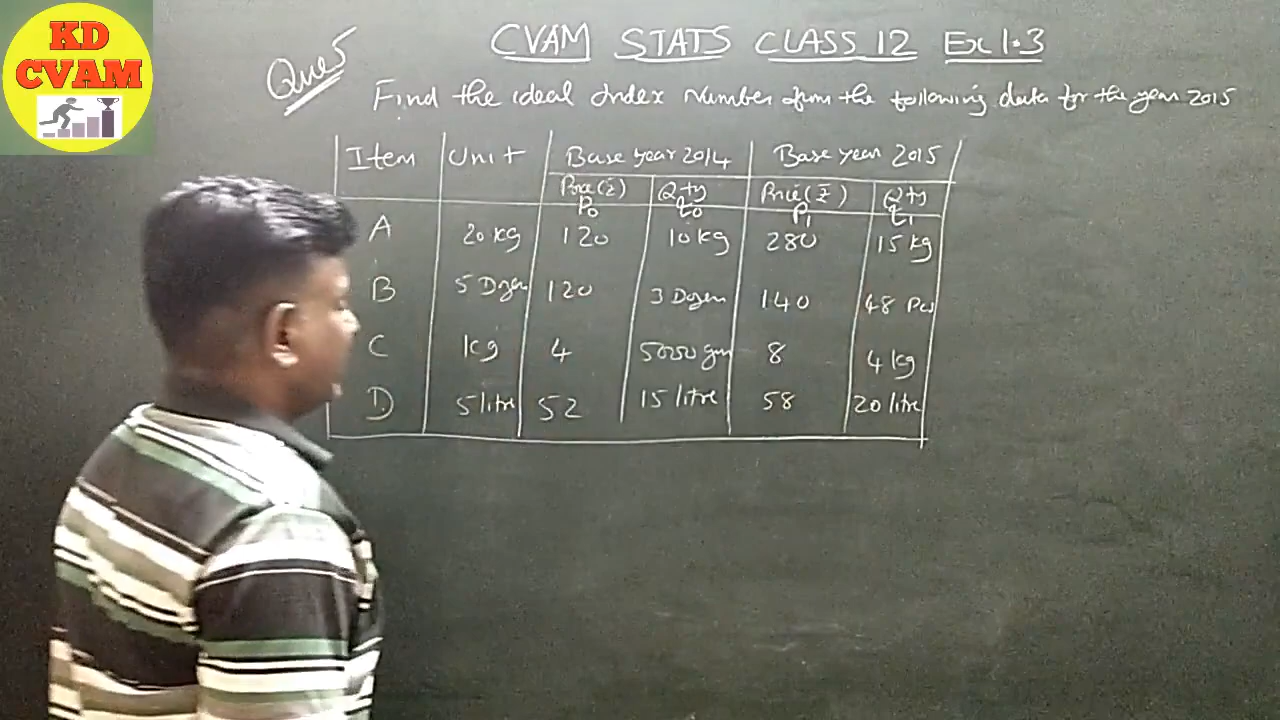 KD
CVAM
CVAM STATS CLASS 12 Ex 1.3
Que 5
Find the ideal Index Number from the following data for the year 2015
Item Unit Base year 2014 Base year 2015
Price(₹) Qty Price(₹) Qty
p₀ q₀ p₁ q₁
A 20 kg 120 10 kg 280 15 kg
B 5 Dozen 120 3 Dozen 140 48 Pcs
C kg 4 5000 gm 8 4 kg
D 5 litre 52 15 litre 58 20 litre